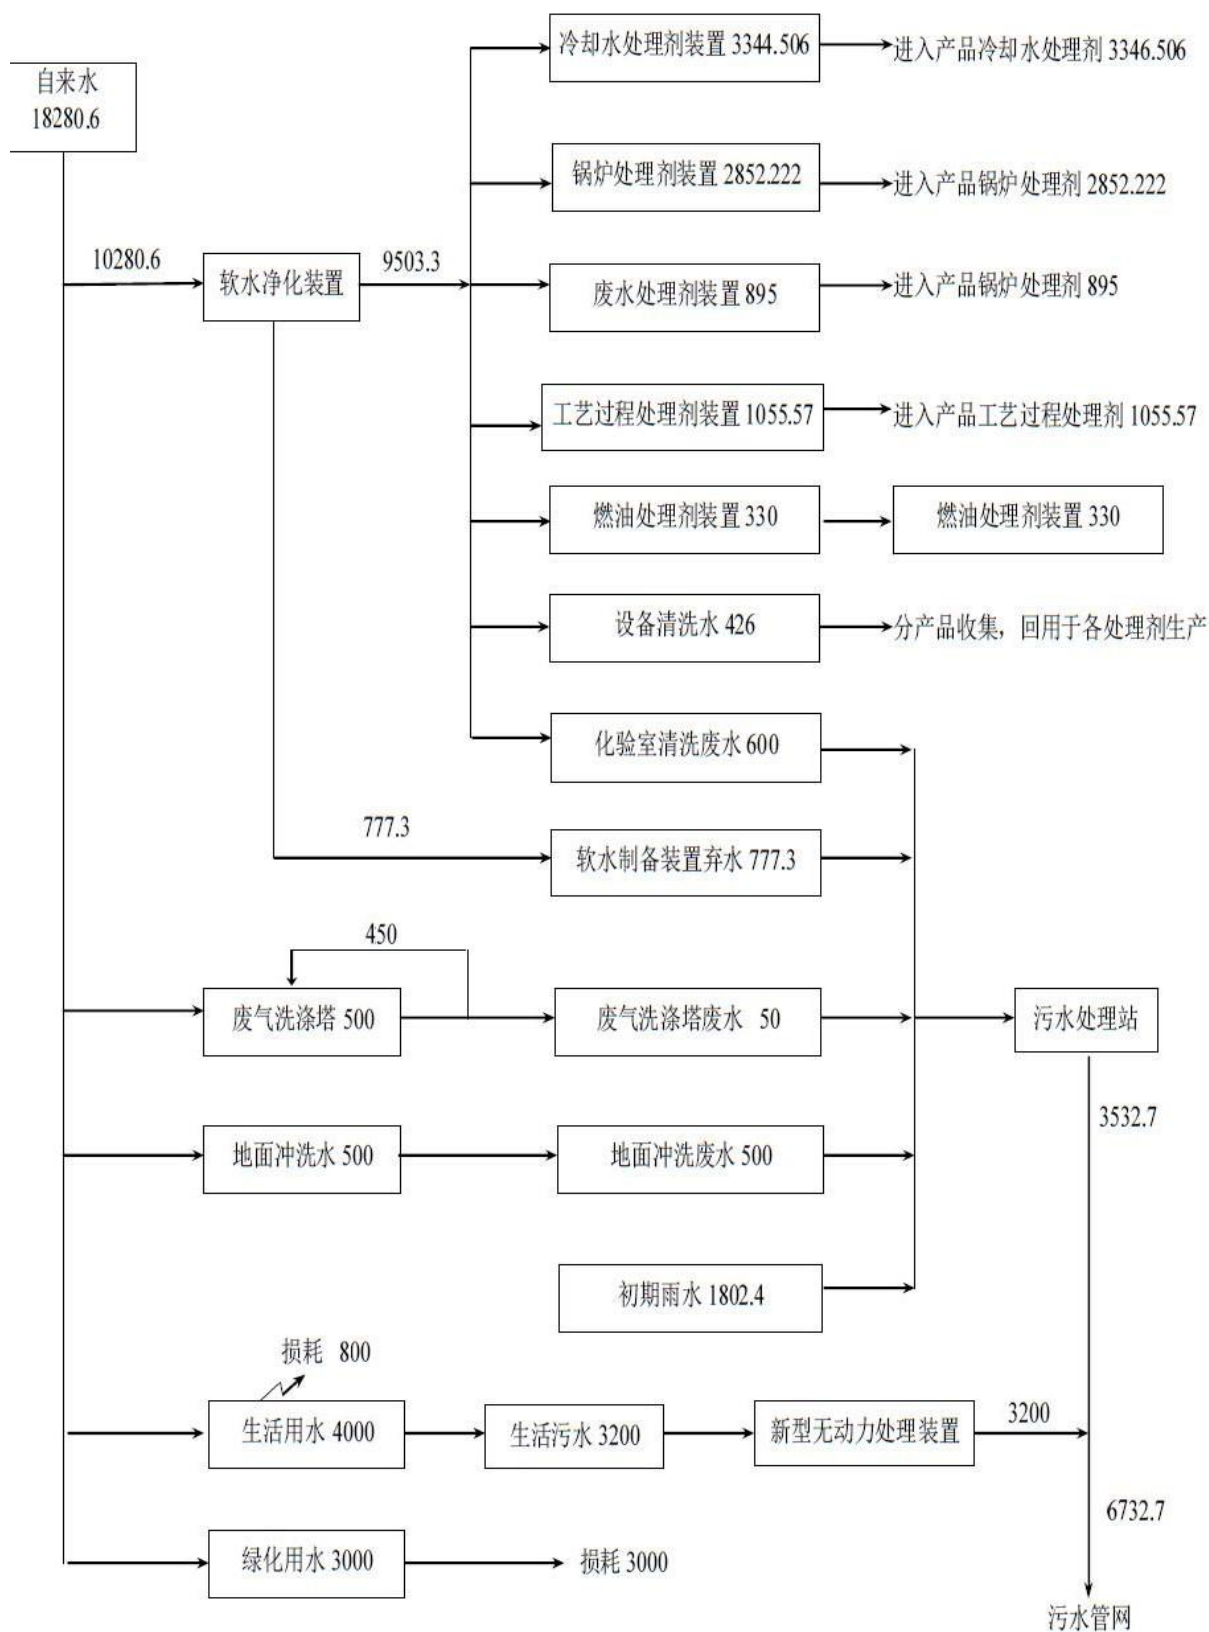 冷却水处理剂装置 3344.506
进入产品冷却水处理剂 3346.506
自来水
18280.6
锅炉处理剂装置 2852.222
进入产品锅炉处理剂 2852.222
10280.6
软水净化装置
9503.3
废水处理剂装置 895
进入产品锅炉处理剂 895
工艺过程处理剂装置 1055.57
进入产品工艺过程处理剂 1055.57
燃油处理剂装置 330
燃油处理剂装置 330
设备清洗水 426
分产品收集，回用于各处理剂生产
化验室清洗废水 600
777.3
软水制备装置弃水 777.3
450
废气洗涤塔 500
废气洗涤塔废水 50
污水处理站
3532.7
地面冲洗水 500
地面冲洗废水 500
初期雨水 1802.4
损耗 800
生活用水 4000
生活污水 3200
新型无动力处理装置
3200
6732.7
绿化用水 3000
损耗 3000
污水管网